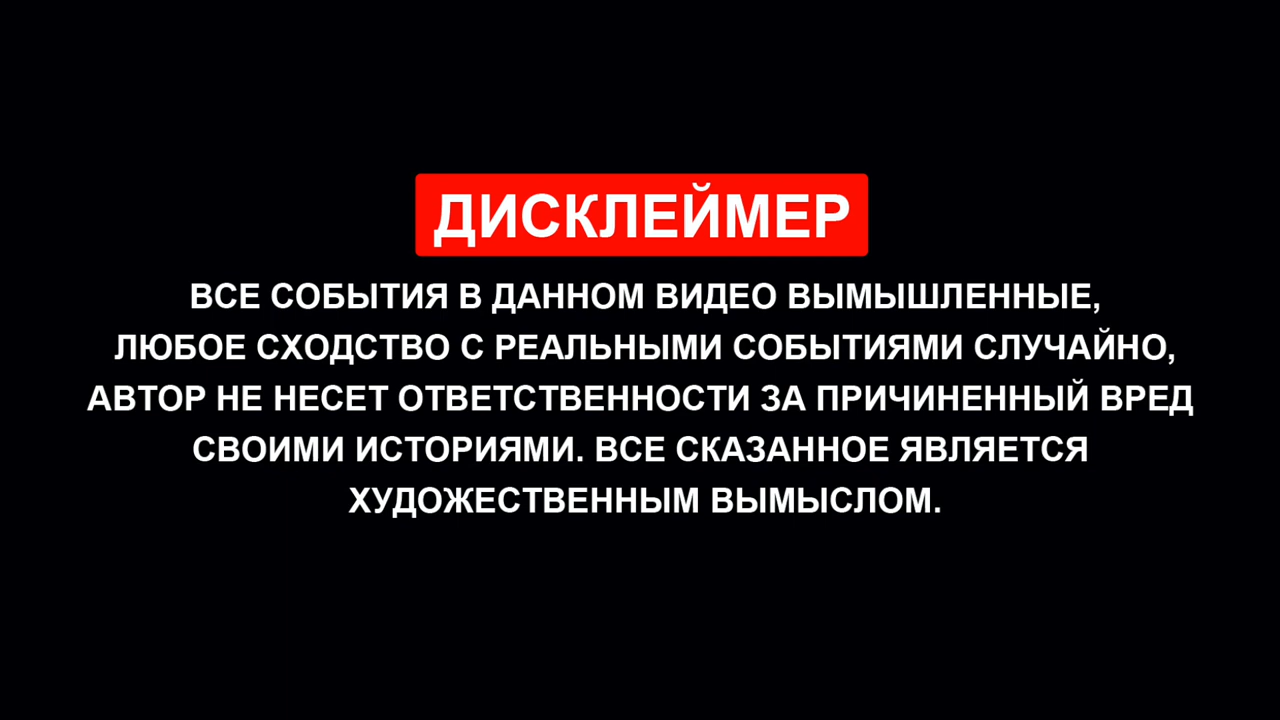 ДИСКЛЕЙМЕР
ВСЕ СОБЫТИЯ В ДАННОМ ВИДЕО ВЫМЫШЛЕННЫЕ,
ЛЮБОЕ СХОДСТВО С РЕАЛЬНЫМИ СОБЫТИЯМИ СЛУЧАЙНО,
АВТОР НЕ НЕСЕТ ОТВЕТСТВЕННОСТИ ЗА ПРИЧИНЕННЫЙ ВРЕД
СВОИМИ ИСТОРИЯМИ. ВСЕ СКАЗАННОЕ ЯВЛЯЕТСЯ
ХУДОЖЕСТВЕННЫМ ВЫМЫСЛОМ.